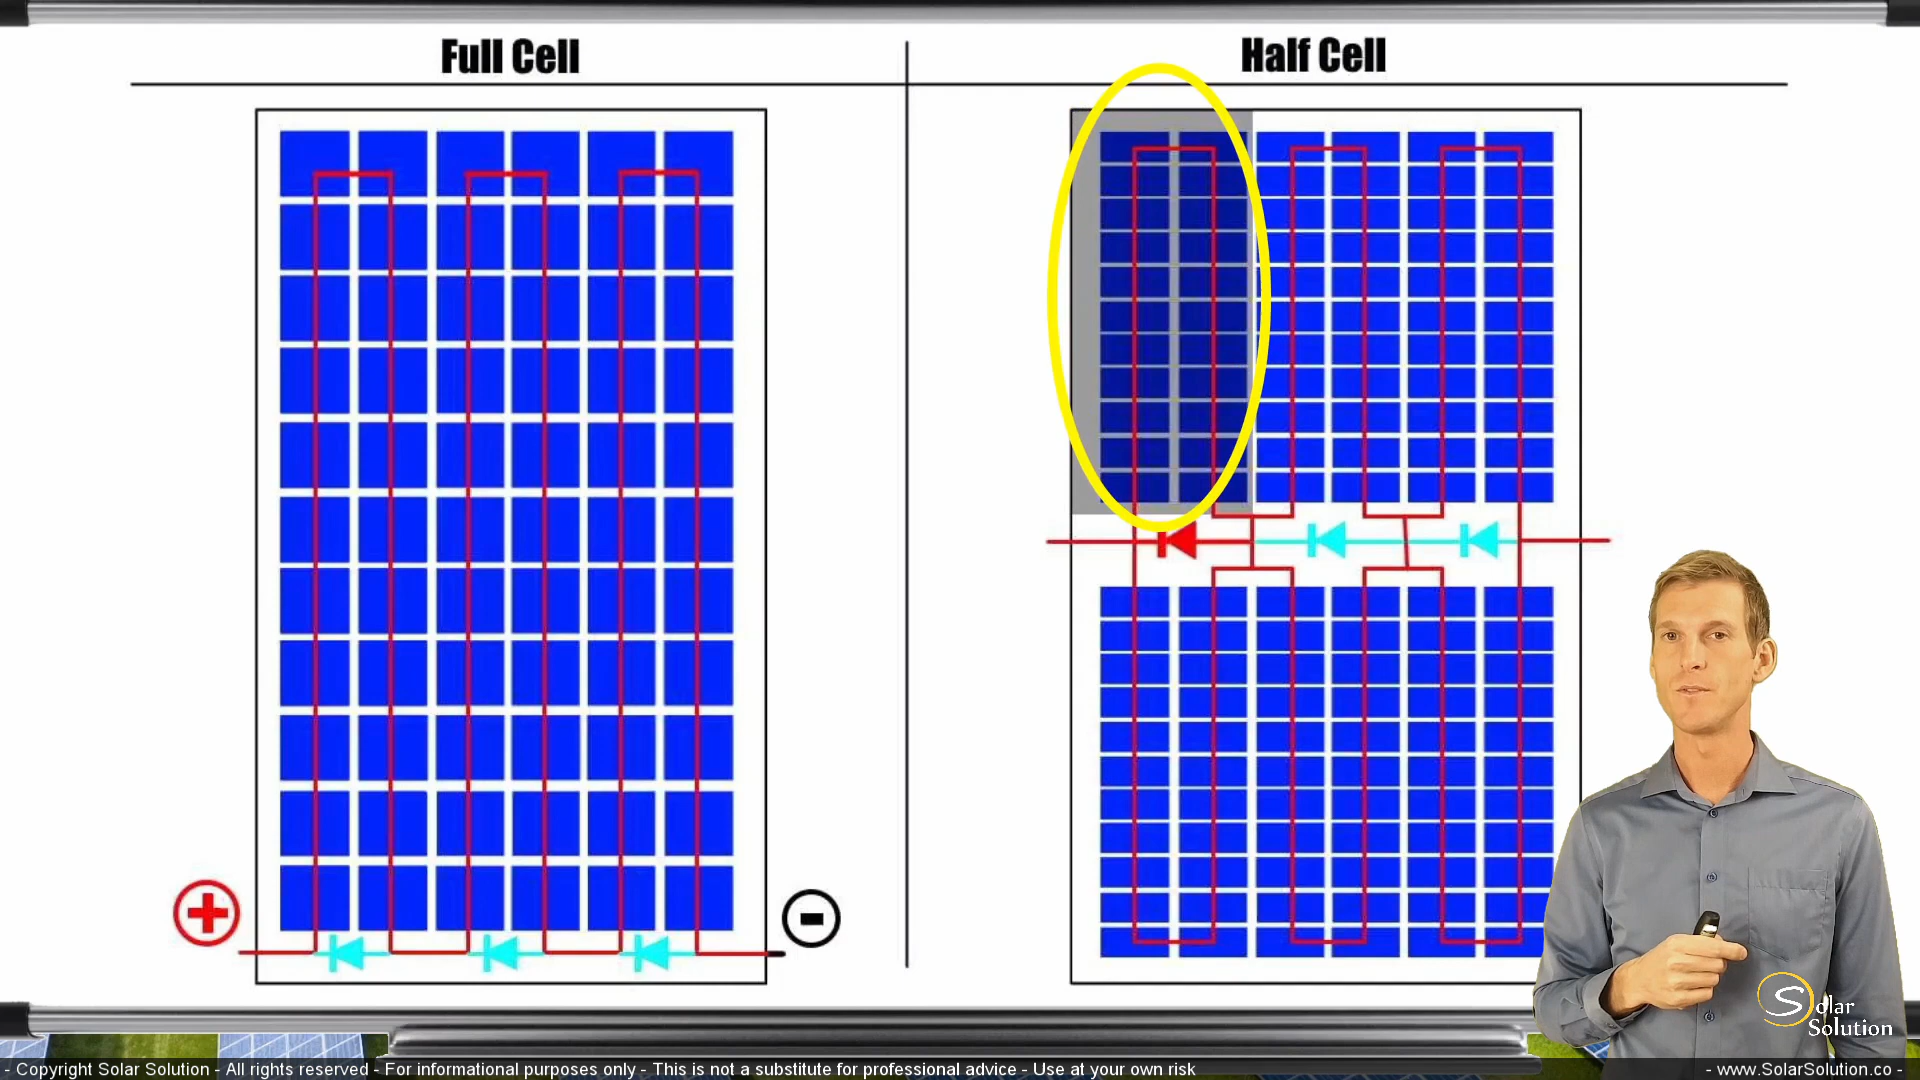 Full Cell
Half Cell
+
-
Solar
Solution
- Copyright Solar Solution - All rights reserved - For informational purposes only - This is not a substitute for professional advice - Use at your own risk
- www.SolarSolution.co -